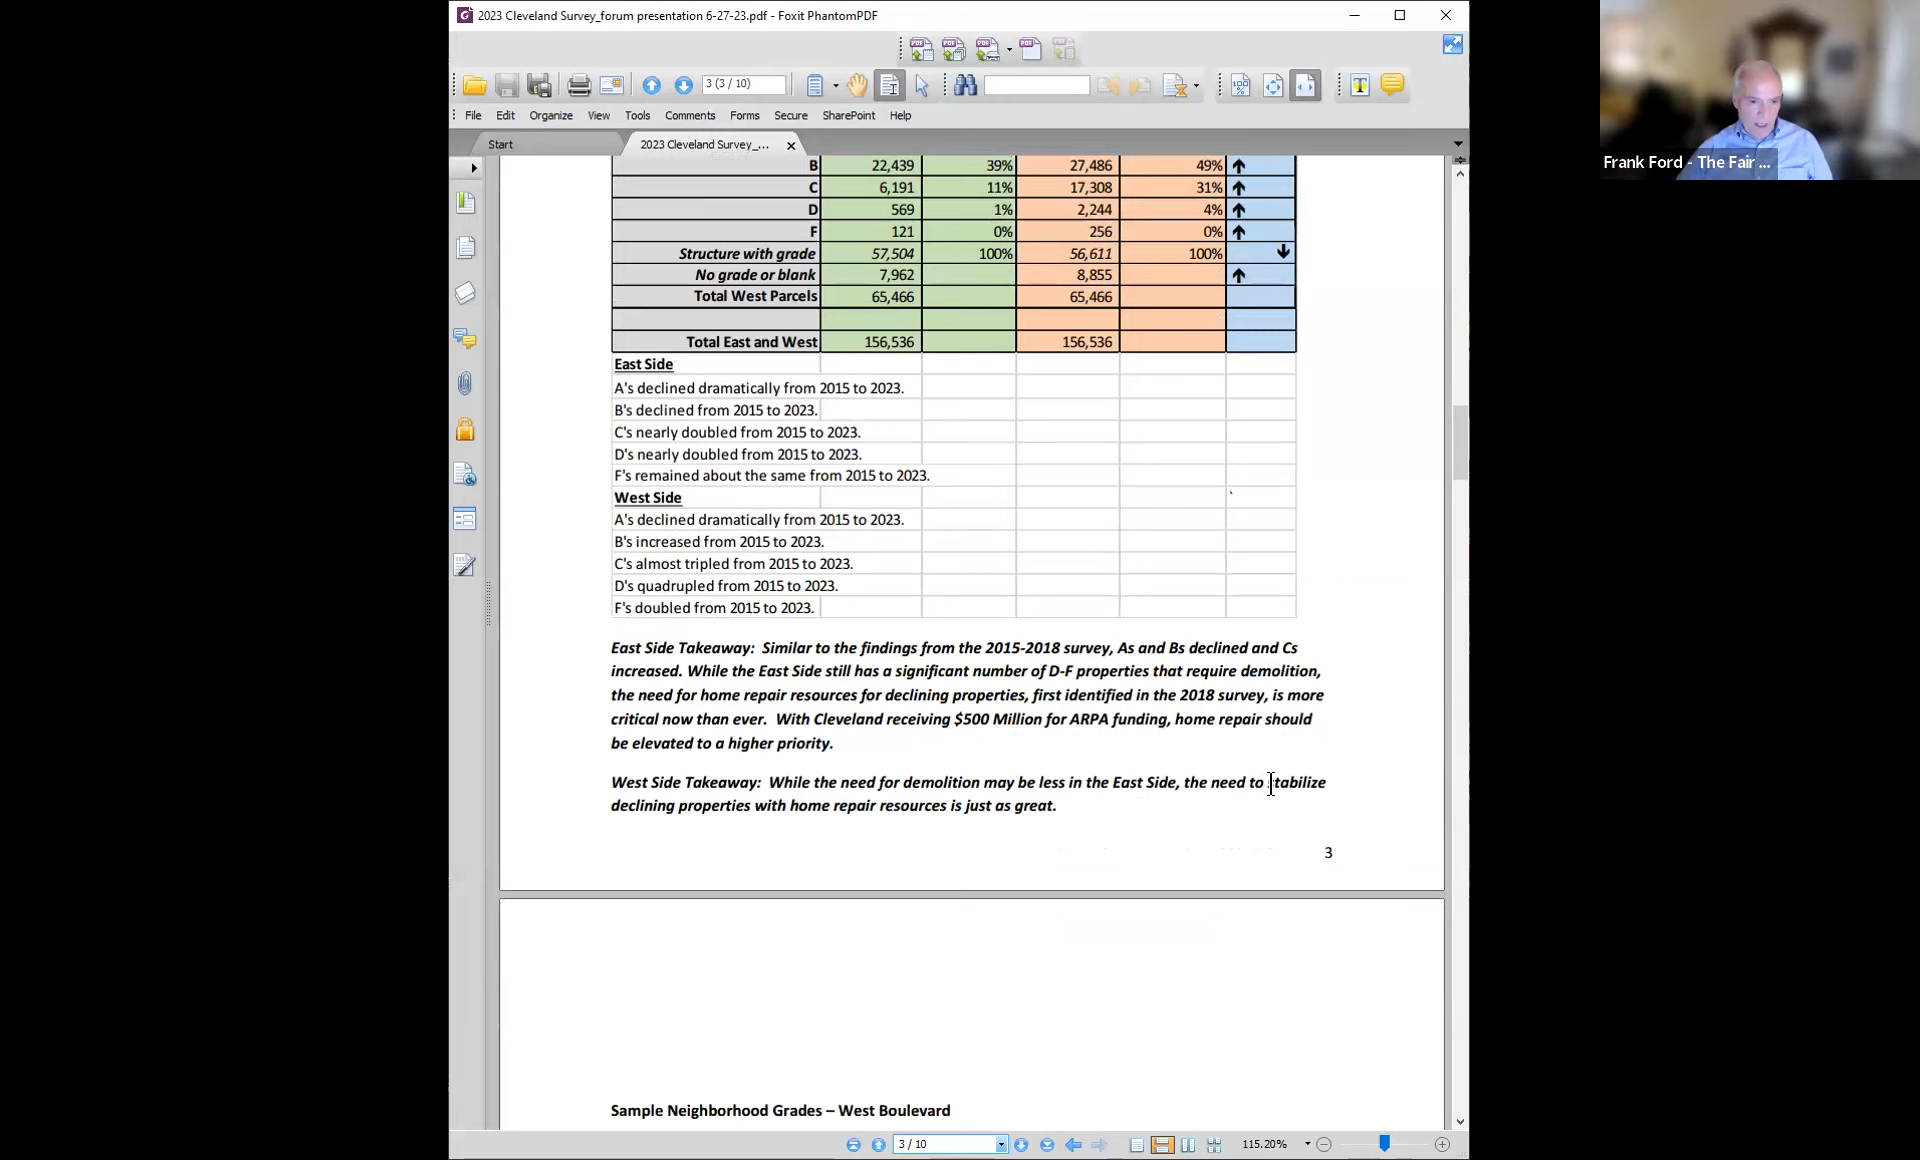 2023 Cleveland Survey_forum presentation 6-27-23.pdf - Foxit PhantomPDF
3 (3 / 10)
File Edit Organize View Tools Comments Forms Secure SharePoint Help
Start 2023 Cleveland Survey_...
B 22,439 39% 27,486 49%
C 6,191 11% 17,308 31%
D 569 1% 2,244 4%
F 121 0% 256 0%
Structure with grade 57,504 100% 56,611 100%
No grade or blank 7,962 8,855
Total West Parcels 65,466 65,466
Total East and West 156,536 156,536
East Side
A's declined dramatically from 2015 to 2023.
B's declined from 2015 to 2023.
C's nearly doubled from 2015 to 2023.
D's nearly doubled from 2015 to 2023.
F's remained about the same from 2015 to 2023.
West Side
A's declined dramatically from 2015 to 2023.
B's increased from 2015 to 2023.
C's almost tripled from 2015 to 2023.
D's quadrupled from 2015 to 2023.
F's doubled from 2015 to 2023.
East Side Takeaway: Similar to the findings from the 2015-2018 survey, As and Bs declined and Cs
increased. While the East Side still has a significant number of D-F properties that require demolition,
the need for home repair resources for declining properties, first identified in the 2018 survey, is more
critical now than ever. With Cleveland receiving $500 Million for ARPA funding, home repair should
be elevated to a higher priority.
West Side Takeaway: While the need for demolition may be less in the East Side, the need to stabilize
declining properties with home repair resources is just as great.
3
Sample Neighborhood Grades – West Boulevard
3 / 10
115.20%
Frank Ford - The Fair ...